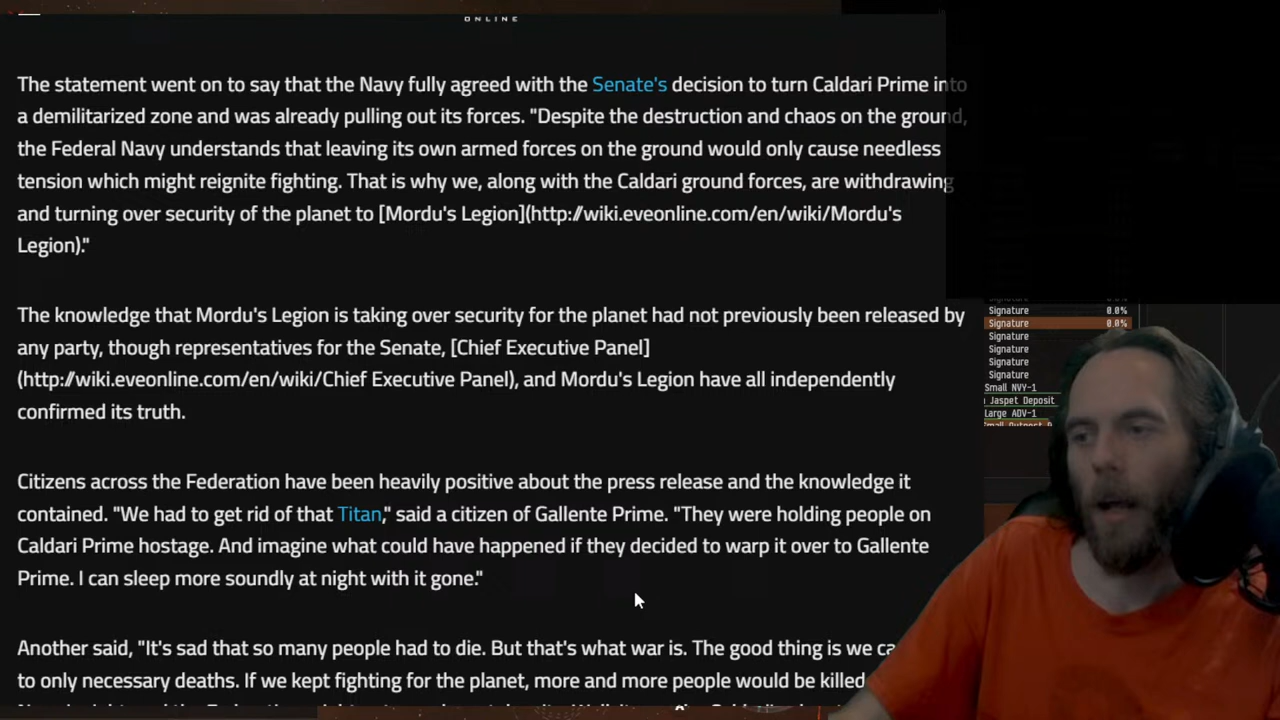 ONLINE
The statement went on to say that the Navy fully agreed with the Senate's decision to turn Caldari Prime into
a demilitarized zone and was already pulling out its forces. "Despite the destruction and chaos on the ground,
the Federal Navy understands that leaving its own armed forces on the ground would only cause needless
tension which might reignite fighting. That is why we, along with the Caldari ground forces, are withdrawing
and turning over security of the planet to [Mordu's Legion](http://wiki.eveonline.com/en/wiki/Mordu's
Legion)."
The knowledge that Mordu's Legion is taking over security for the planet had not previously been released by
any party, though representatives for the Senate, [Chief Executive Panel]
(http://wiki.eveonline.com/en/wiki/Chief Executive Panel), and Mordu's Legion have all independently
confirmed its truth.
Citizens across the Federation have been heavily positive about the press release and the knowledge it
contained. "We had to get rid of that Titan," said a citizen of Gallente Prime. "They were holding people on
Caldari Prime hostage. And imagine what could have happened if they decided to warp it over to Gallente
Prime. I can sleep more soundly at night with it gone."
Another said, "It's sad that so many people had to die. But that's what war is. The good thing is we
to only necessary deaths. If we kept fighting for the planet, more and more people would be killed
Signature 0.0%
Signature 0.0%
Signature
Signature
Signature
Signature
Small NVY-1
Jaspet Deposit
Large ADV-1
Small Outpost